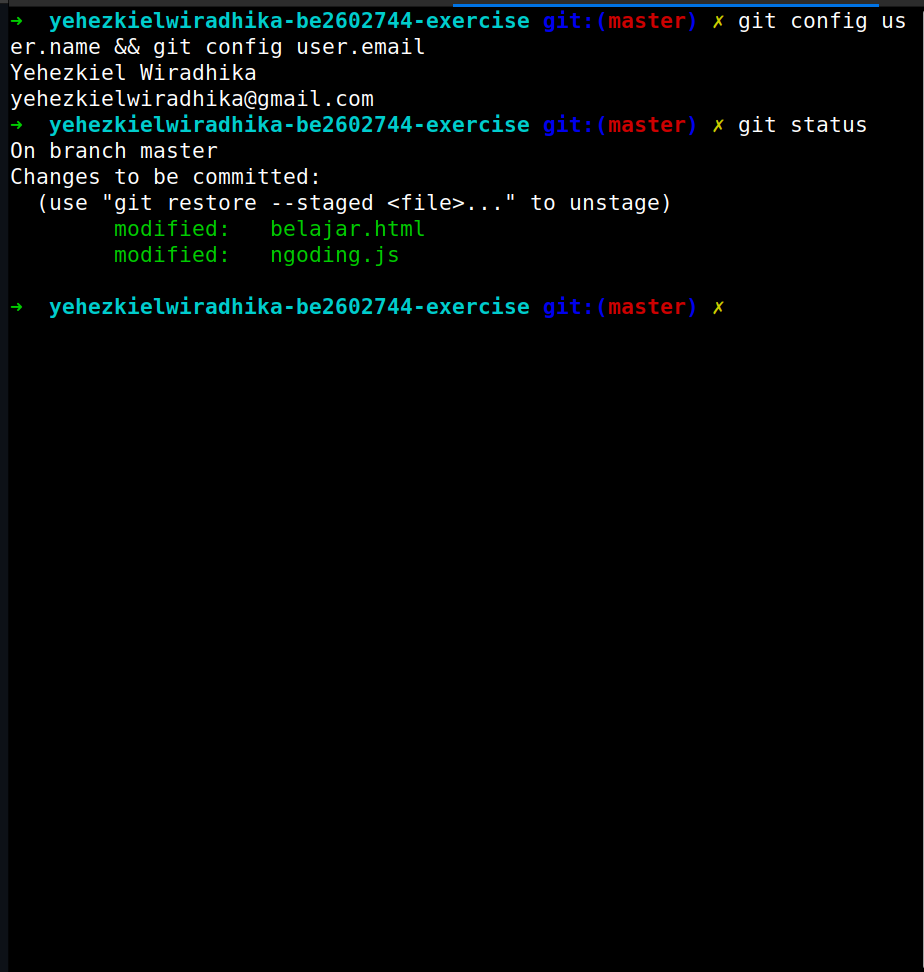 ➜  yehezkielwiradhika-be2602744-exercise git:(master) ✗ git config us
er.name && git config user.email
Yehezkiel Wiradhika
yehezkielwiradhika@gmail.com
➜  yehezkielwiradhika-be2602744-exercise git:(master) ✗ git status
On branch master
Changes to be committed:
  (use "git restore --staged <file>..." to unstage)
        modified:   belajar.html
        modified:   ngoding.js

➜  yehezkielwiradhika-be2602744-exercise git:(master) ✗